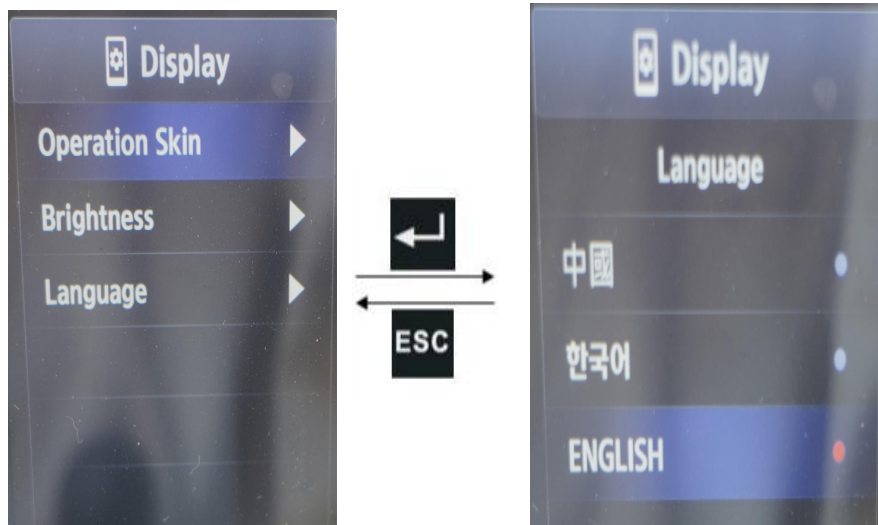 Display
Operation Skin
Brightness
Language
ESC
Display
Language
中國
한국어
ENGLISH